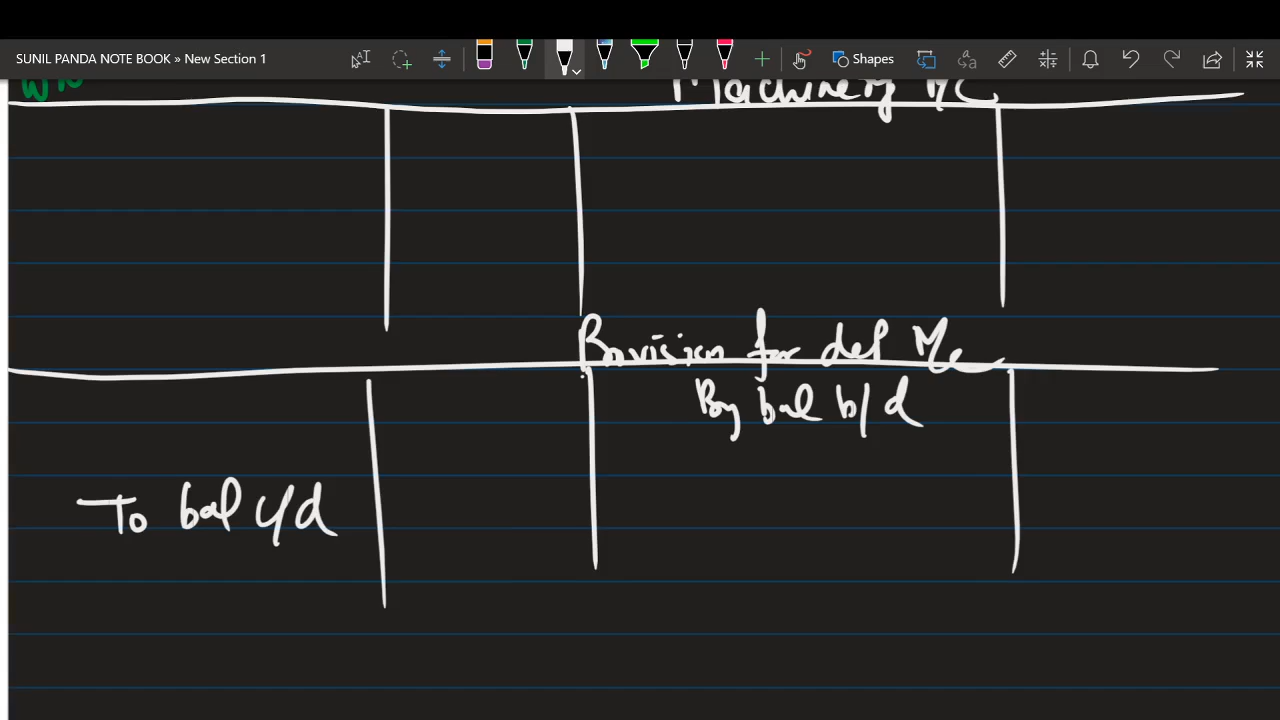 SUNIL PANDA NOTE BOOK » New Section 1
Shapes
Machinery A/C
Provision for dep A/c
By bal b/d
To bal c/d